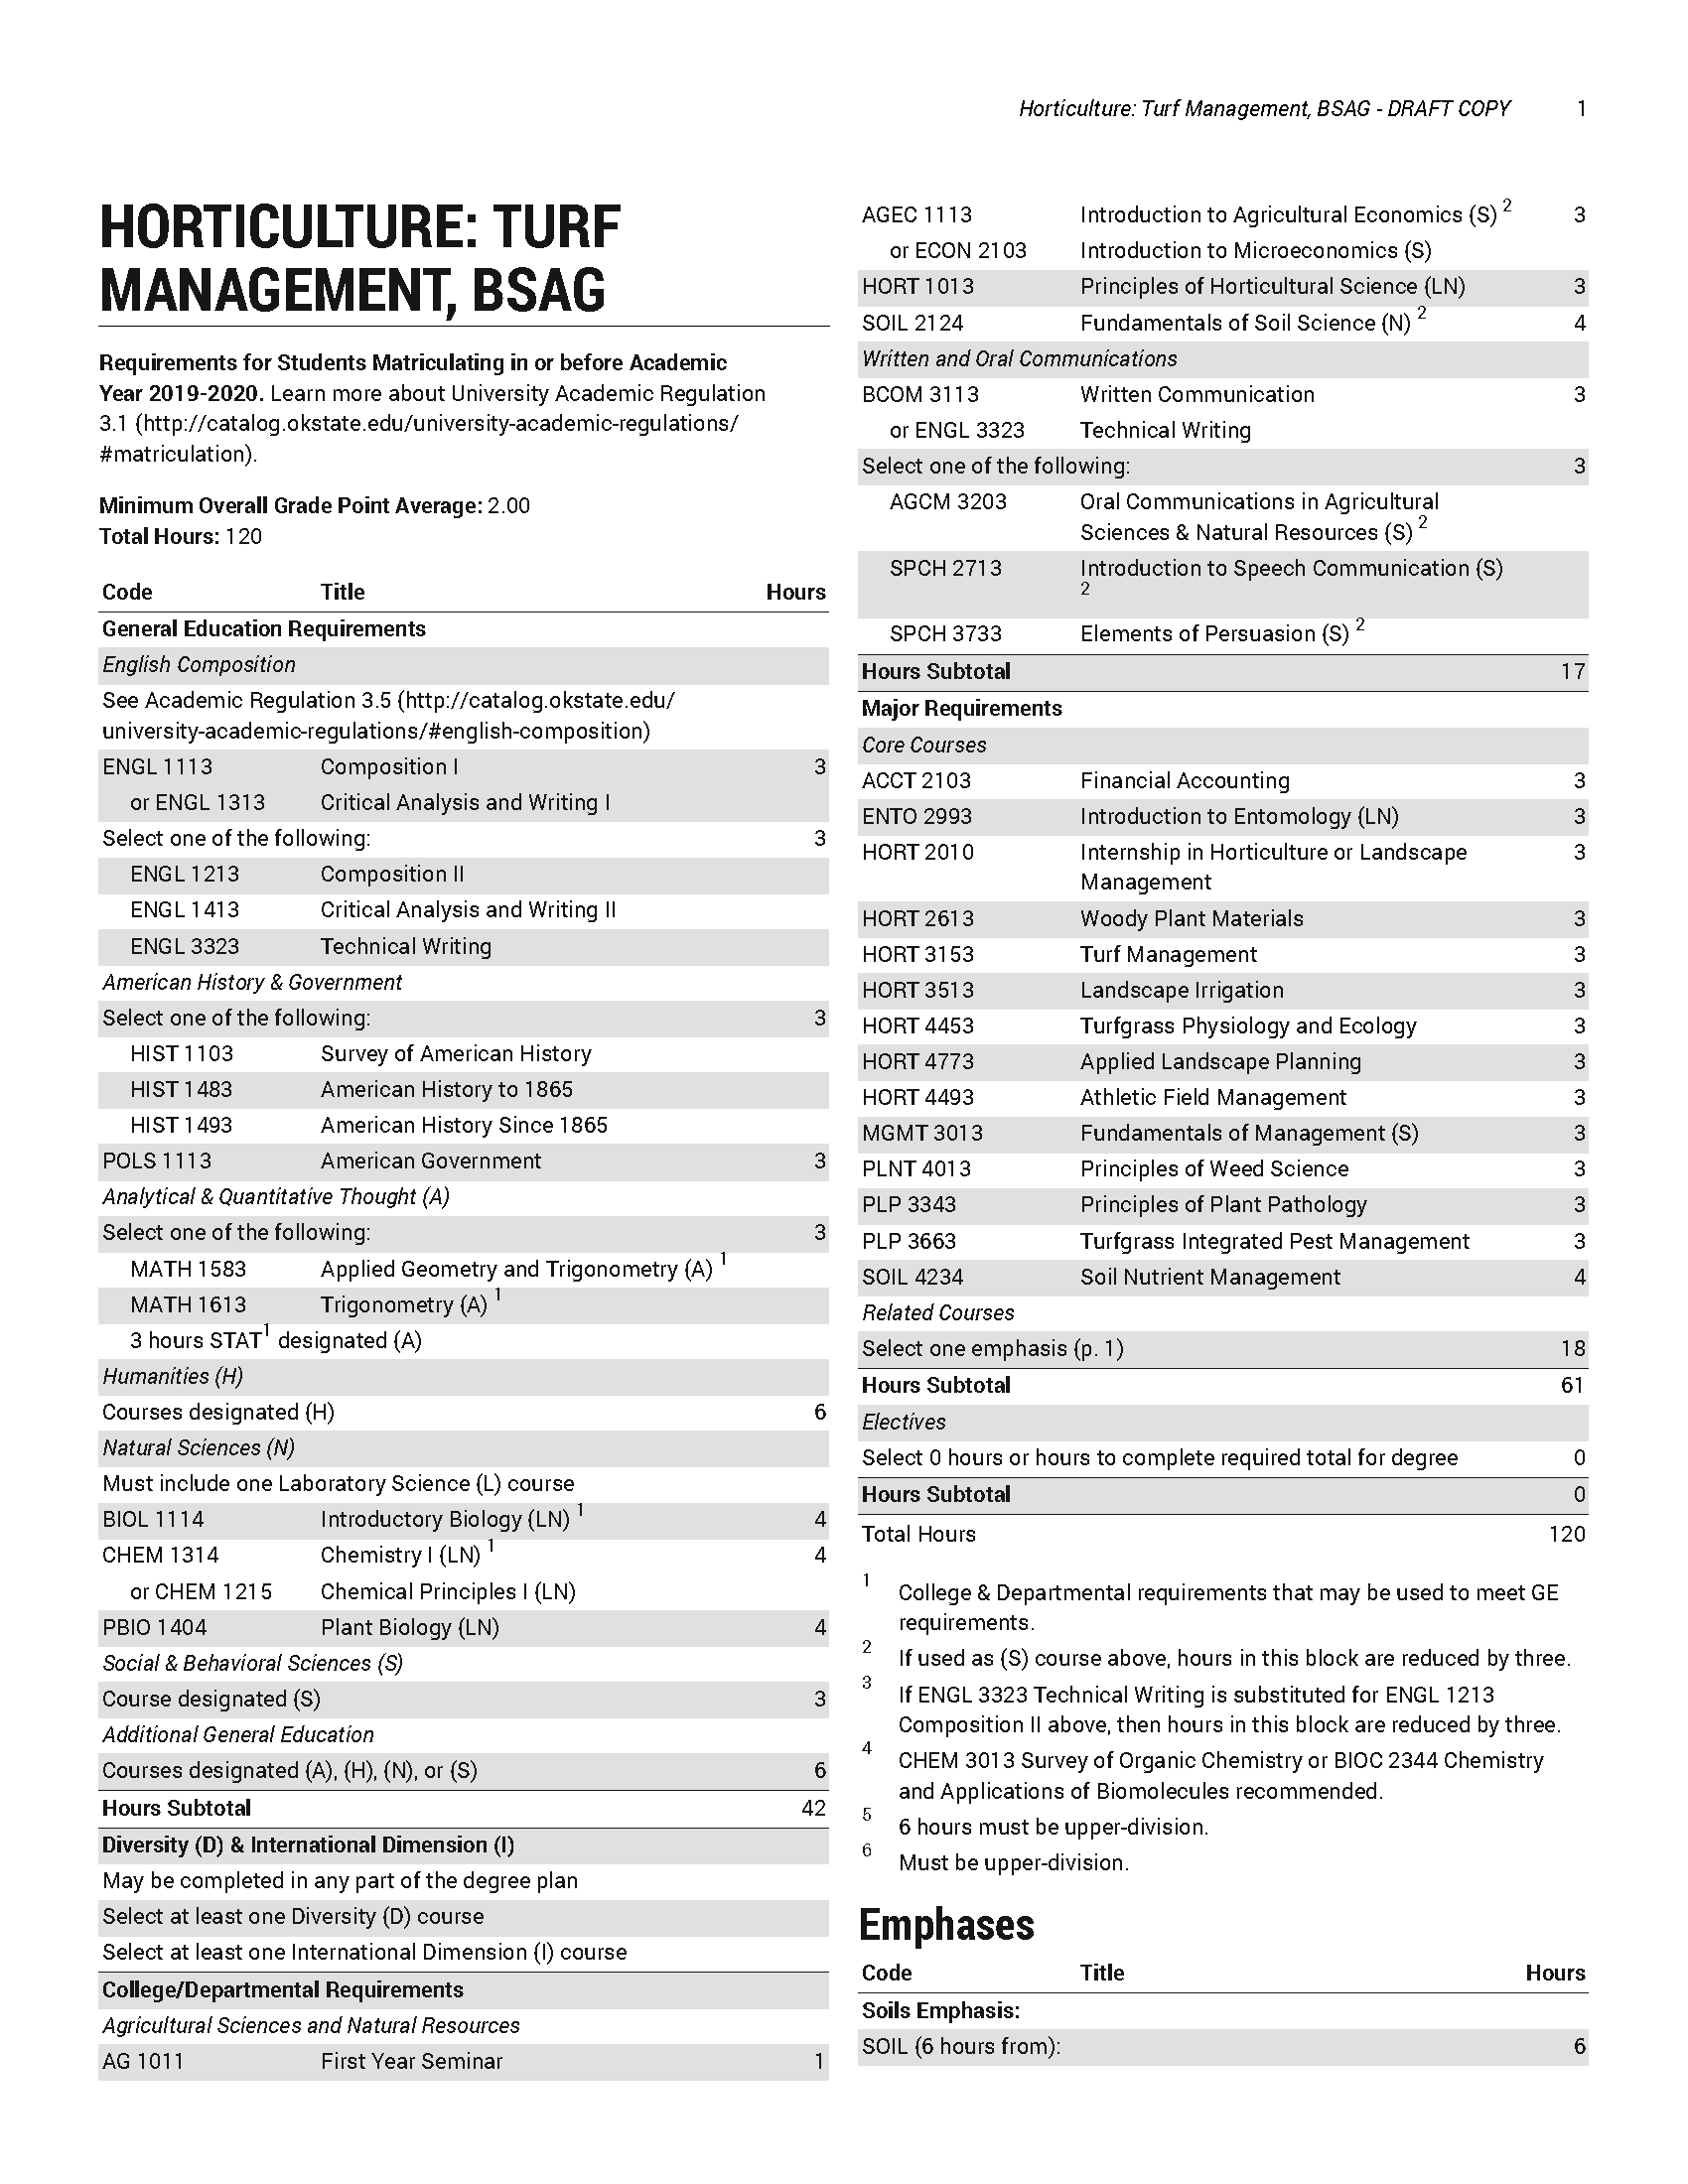 Horticulture: Turf Management, BSAG - DRAFT COPY 1
HORTICULTURE: TURF
MANAGEMENT, BSAG
Requirements for Students Matriculating in or before Academic
Year 2019-2020. Learn more about University Academic Regulation
3.1 (http://catalog.okstate.edu/university-academic-regulations/
#matriculation).
Minimum Overall Grade Point Average: 2.00
Total Hours: 120
Code Title Hours
General Education Requirements
English Composition
See Academic Regulation 3.5 (http://catalog.okstate.edu/
university-academic-regulations/#english-composition)
ENGL 1113 Composition I 3
or ENGL 1313 Critical Analysis and Writing I
Select one of the following: 3
ENGL 1213 Composition II
ENGL 1413 Critical Analysis and Writing II
ENGL 3323 Technical Writing
American History & Government
Select one of the following: 3
HIST 1103 Survey of American History
HIST 1483 American History to 1865
HIST 1493 American History Since 1865
POLS 1113 American Government 3
Analytical & Quantitative Thought (A)
Select one of the following: 3
MATH 1583 Applied Geometry and Trigonometry (A) 1
MATH 1613 Trigonometry (A) 1
3 hours STAT1 designated (A)
Humanities (H)
Courses designated (H) 6
Natural Sciences (N)
Must include one Laboratory Science (L) course
BIOL 1114 Introductory Biology (LN) 1 4
CHEM 1314 Chemistry I (LN) 1 4
or CHEM 1215 Chemical Principles I (LN)
PBIO 1404 Plant Biology (LN) 4
Social & Behavioral Sciences (S)
Course designated (S) 3
Additional General Education
Courses designated (A), (H), (N), or (S) 6
Hours Subtotal 42
Diversity (D) & International Dimension (I)
May be completed in any part of the degree plan
Select at least one Diversity (D) course
Select at least one International Dimension (I) course
College/Departmental Requirements
Agricultural Sciences and Natural Resources
AG 1011 First Year Seminar 1
AGEC 1113 Introduction to Agricultural Economics (S) 2 3
or ECON 2103 Introduction to Microeconomics (S)
HORT 1013 Principles of Horticultural Science (LN) 3
SOIL 2124 Fundamentals of Soil Science (N) 2 4
Written and Oral Communications
BCOM 3113 Written Communication 3
or ENGL 3323 Technical Writing
Select one of the following: 3
AGCM 3203 Oral Communications in Agricultural
Sciences & Natural Resources (S) 2
SPCH 2713 Introduction to Speech Communication (S)
2
SPCH 3733 Elements of Persuasion (S) 2
Hours Subtotal 17
Major Requirements
Core Courses
ACCT 2103 Financial Accounting 3
ENTO 2993 Introduction to Entomology (LN) 3
HORT 2010 Internship in Horticulture or Landscape 3
Management
HORT 2613 Woody Plant Materials 3
HORT 3153 Turf Management 3
HORT 3513 Landscape Irrigation 3
HORT 4453 Turfgrass Physiology and Ecology 3
HORT 4773 Applied Landscape Planning 3
HORT 4493 Athletic Field Management 3
MGMT 3013 Fundamentals of Management (S) 3
PLNT 4013 Principles of Weed Science 3
PLP 3343 Principles of Plant Pathology 3
PLP 3663 Turfgrass Integrated Pest Management 3
SOIL 4234 Soil Nutrient Management 4
Related Courses
Select one emphasis (p. 1) 18
Hours Subtotal 61
Electives
Select 0 hours or hours to complete required total for degree 0
Hours Subtotal 0
Total Hours 120
1 College & Departmental requirements that may be used to meet GE
requirements.
2 If used as (S) course above, hours in this block are reduced by three.
3 If ENGL 3323 Technical Writing is substituted for ENGL 1213
Composition II above, then hours in this block are reduced by three.
4 CHEM 3013 Survey of Organic Chemistry or BIOC 2344 Chemistry
and Applications of Biomolecules recommended.
5 6 hours must be upper-division.
6 Must be upper-division.
Emphases
Code Title Hours
Soils Emphasis:
SOIL (6 hours from): 6